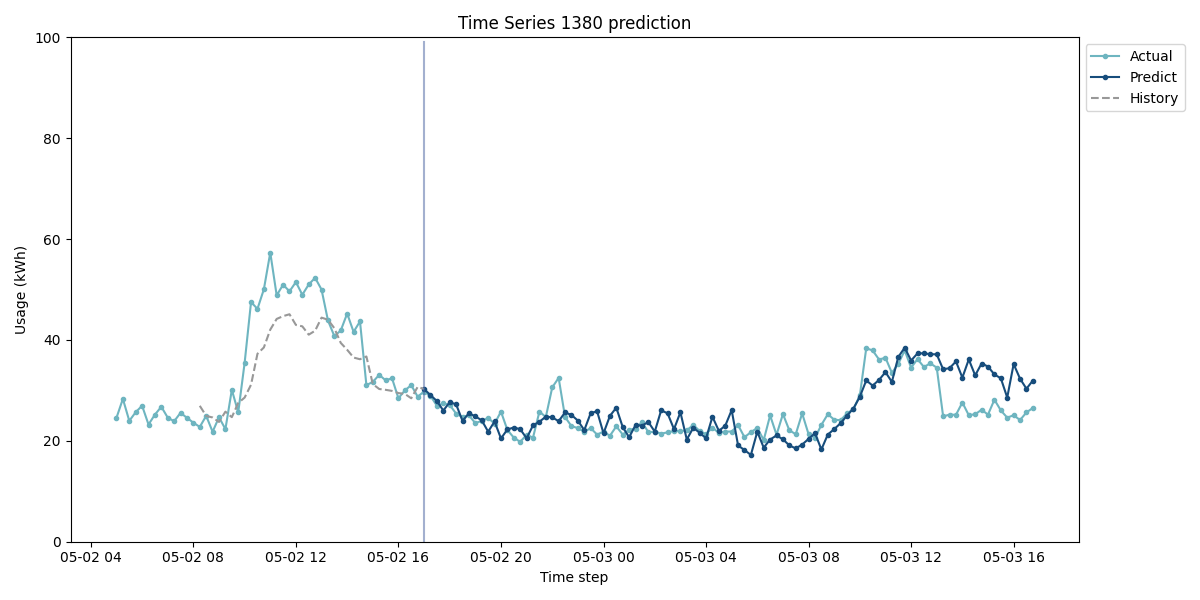 Time Series 1380 prediction
100
80
60
40
20
0
Usage (kWh)
05-02 04
05-02 08
05-02 12
05-02 16
05-02 20
05-03 00
05-03 04
05-03 08
05-03 12
05-03 16
Time step
Actual
Predict
History